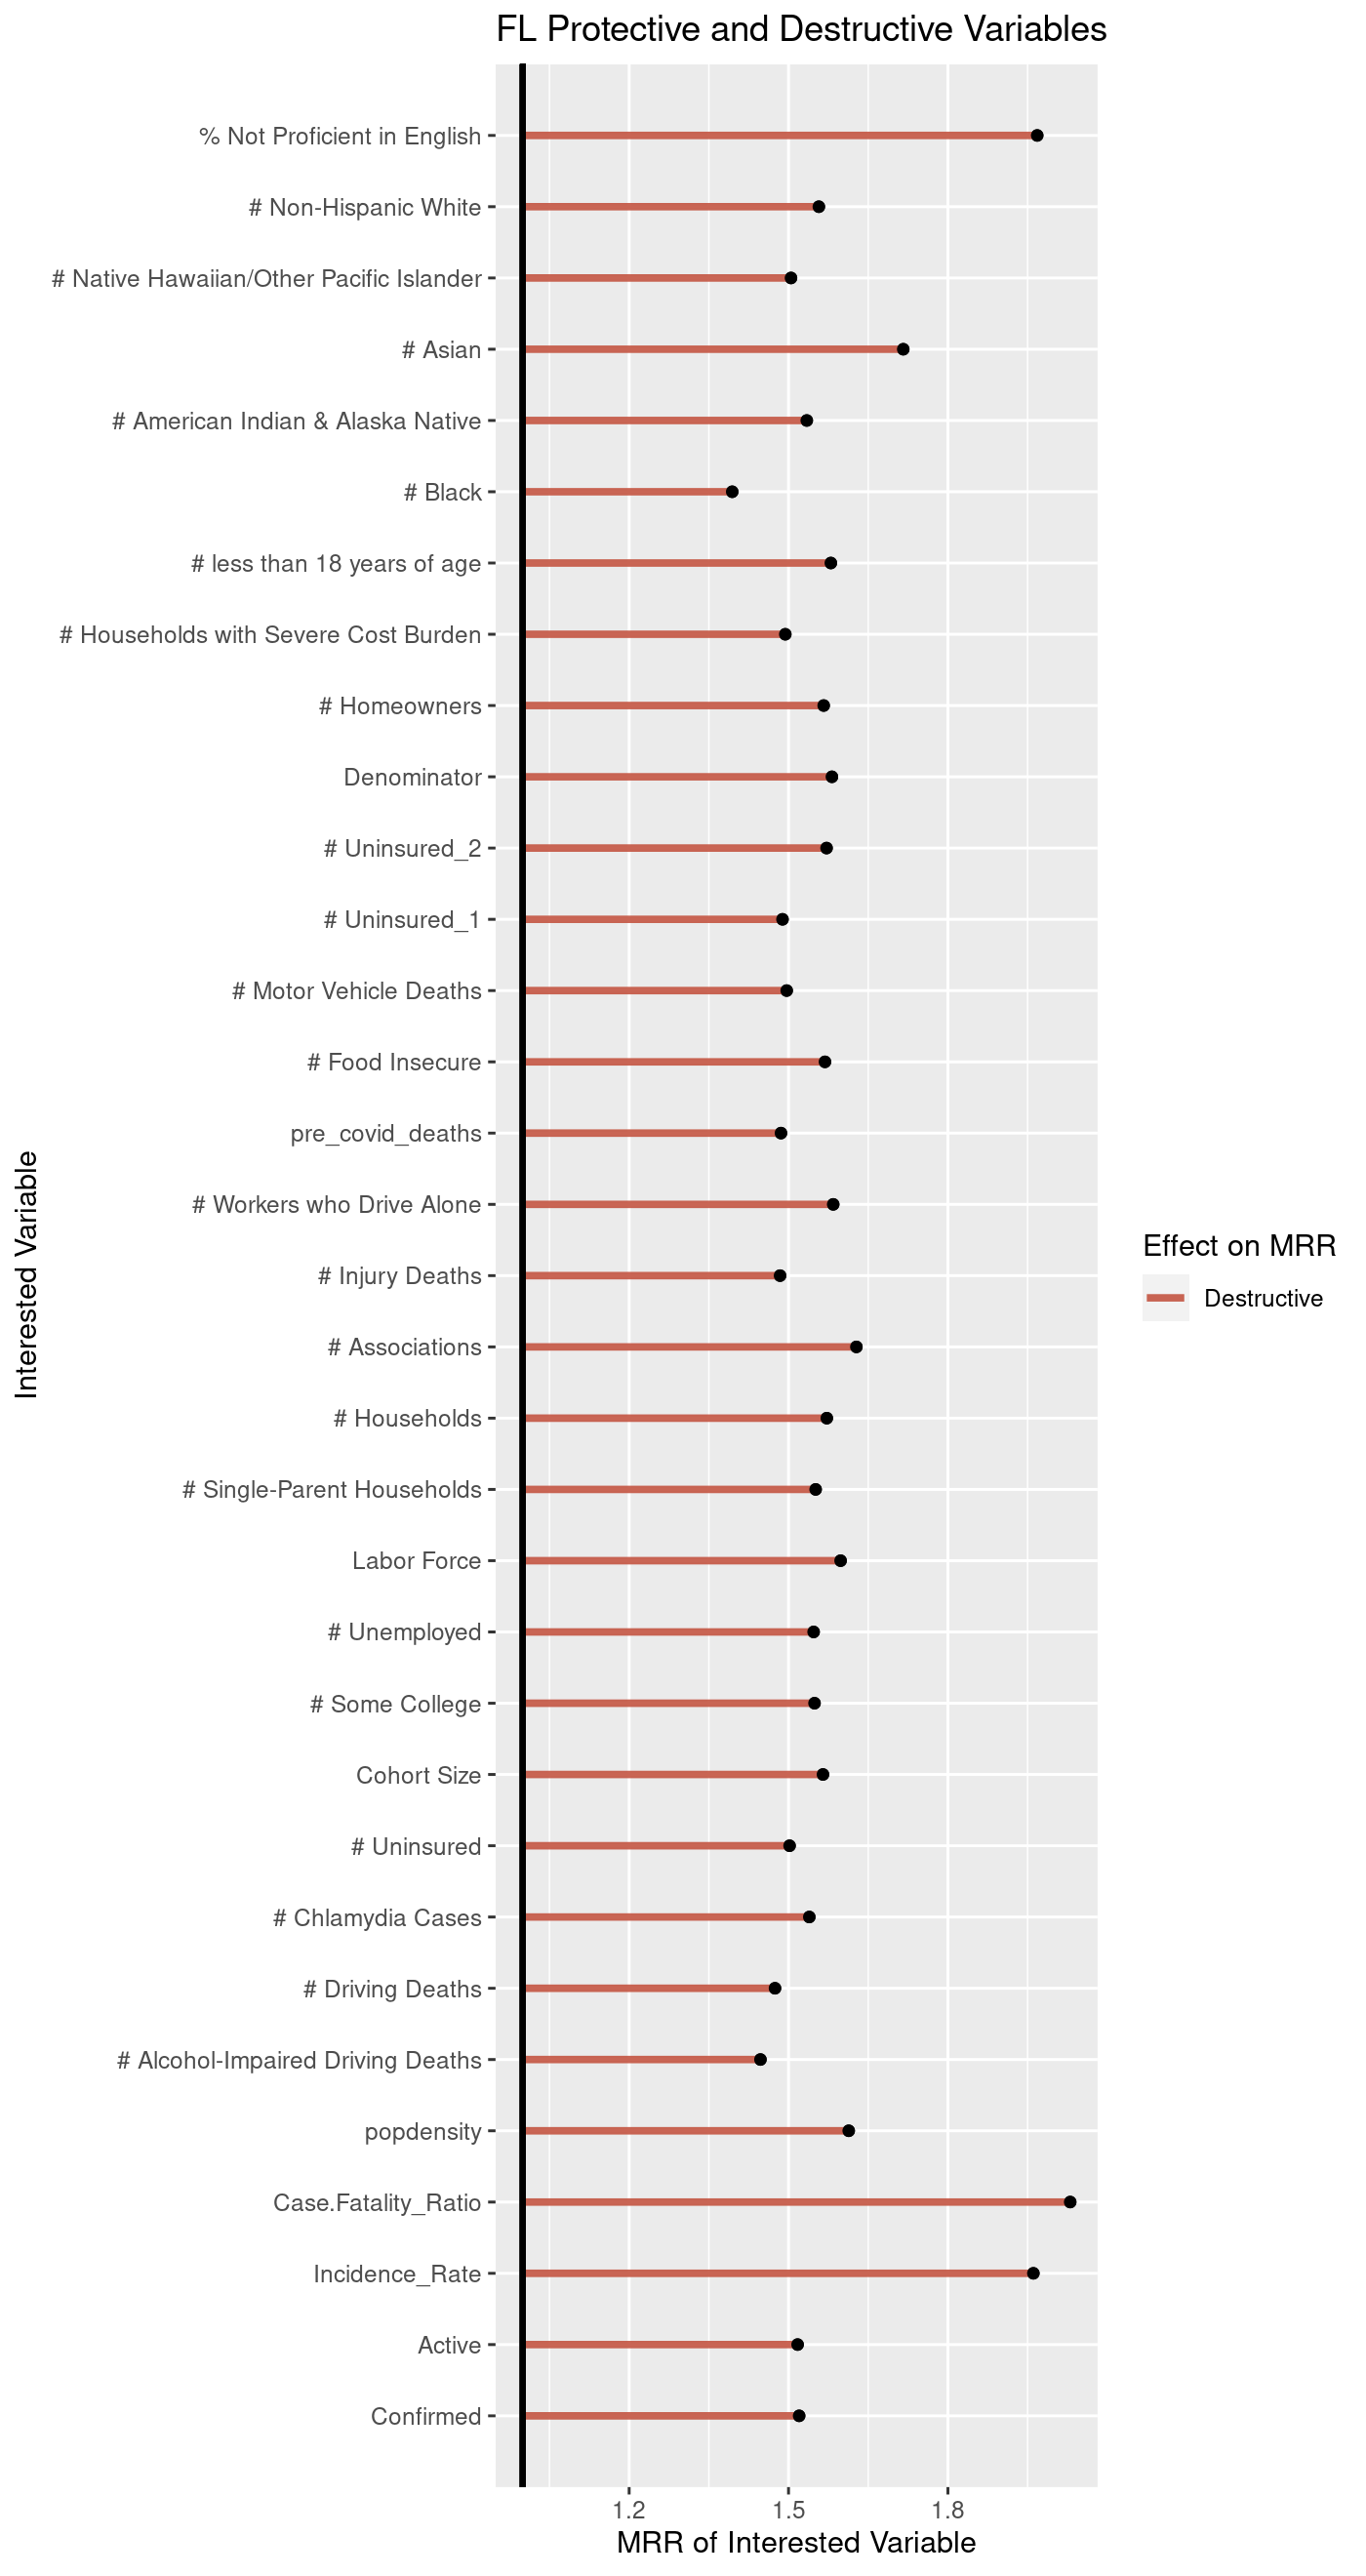 FL Protective and Destructive Variables
% Not Proficient in English
# Non-Hispanic White
# Native Hawaiian/Other Pacific Islander
# Asian
# American Indian & Alaska Native
# Black
# less than 18 years of age
# Households with Severe Cost Burden
# Homeowners
Denominator
# Uninsured_2
# Uninsured_1
# Motor Vehicle Deaths
# Food Insecure
pre_covid_deaths
# Workers who Drive Alone
# Injury Deaths
# Associations
# Households
# Single-Parent Households
Labor Force
# Unemployed
# Some College
Cohort Size
# Uninsured
# Chlamydia Cases
# Driving Deaths
# Alcohol-Impaired Driving Deaths
popdensity
Case.Fatality_Ratio
Incidence_Rate
Active
Confirmed
Interested Variable
1.2 1.5 1.8
MRR of Interested Variable
Effect on MRR
Destructive